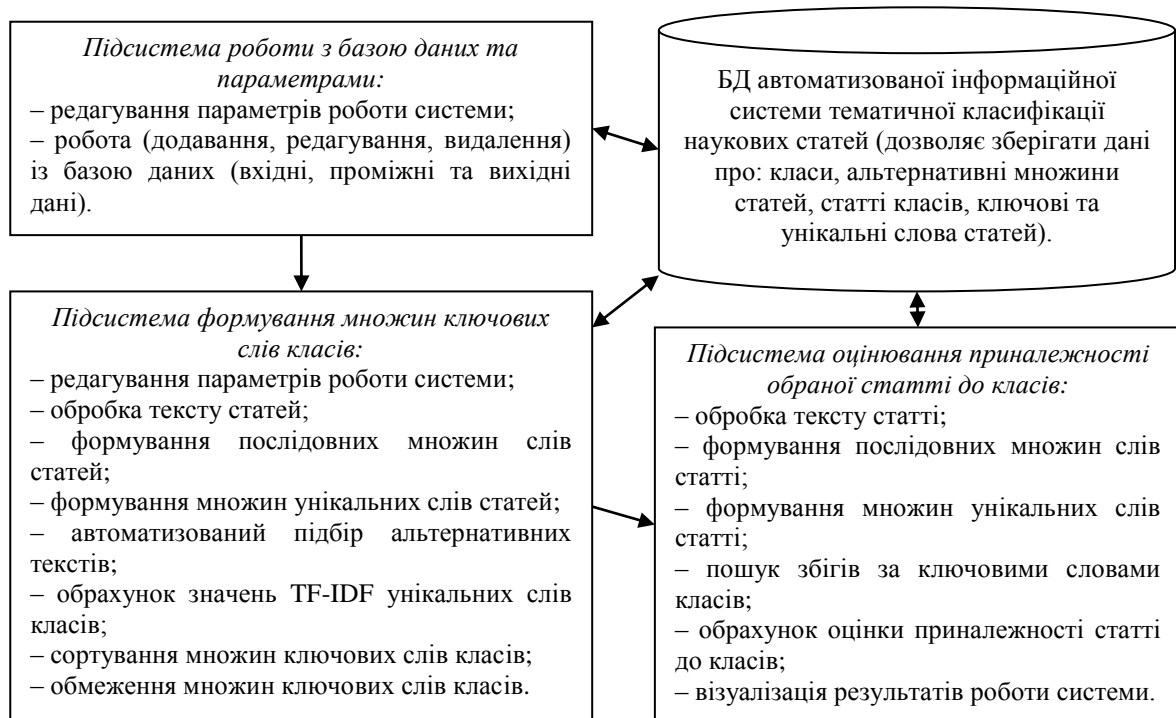 Підсистема роботи з базою даних та
параметрами:
– редагування параметрів роботи системи;
– робота (додавання, редагування, видалення)
із базою даних (вхідні, проміжні та вихідні
дані).
БД автоматизованої інформаційної
системи тематичної класифікації
наукових статей (дозволяє зберігати дані
про: класи, альтернативні множини
статей, статті класів, ключові та
унікальні слова статей).
Підсистема формування множин ключових
слів класів:
– редагування параметрів роботи системи;
– обробка тексту статей;
– формування послідовних множин слів
статей;
– формування множин унікальних слів статей;
– автоматизований підбір альтернативних
текстів;
– обрахунок значень TF-IDF унікальних слів
класів;
– сортування множин ключових слів класів;
– обмеження множин ключових слів класів.
Підсистема оцінювання приналежності
обраної статті до класів:
– обробка тексту статті;
– формування послідовних множин слів
статті;
– формування множин унікальних слів
статті;
– пошук збігів за ключовими словами
класів;
– обрахунок оцінки приналежності статті
до класів;
– візуалізація результатів роботи системи.